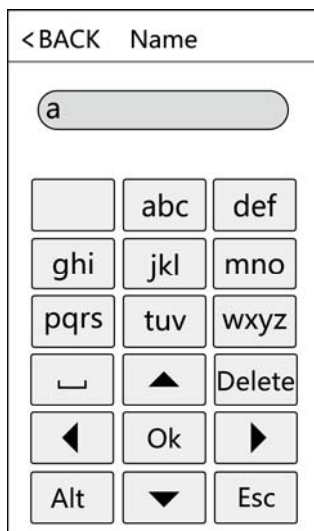 <BACK Name
a
abc def
ghi jkl mno
pqrs tuv wxyz
Delete
Ok
Alt Esc